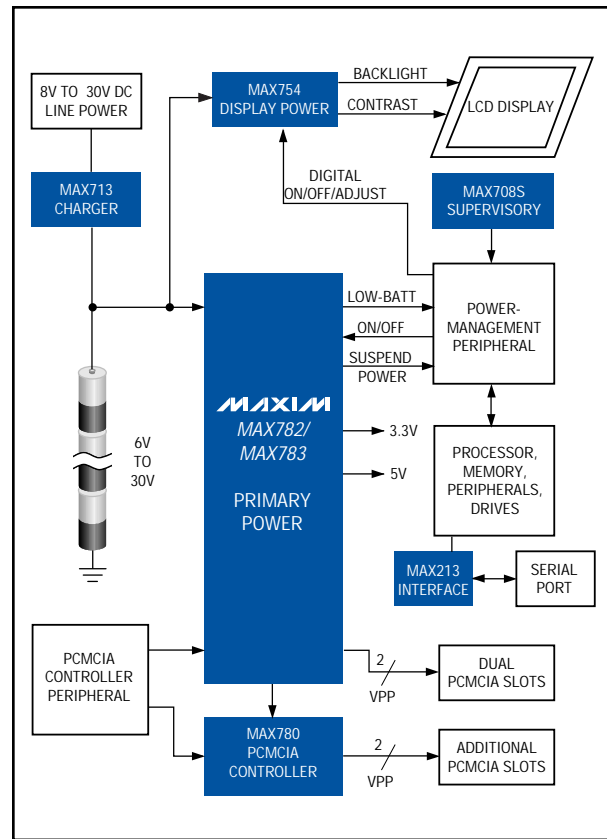 8V TO 30V DC
LINE POWER
MAX713
CHARGER
MAX754
DISPLAY POWER
BACKLIGHT
CONTRAST
LCD DISPLAY
DIGITAL
ON/OFF/ADJUST
MAX708S
SUPERVISORY
LOW-BATT
ON/OFF
SUSPEND
POWER
POWER-
MANAGEMENT
PERIPHERAL
6V
TO
30V
MAXIM
MAX782/
MAX783
PRIMARY
POWER
3.3V
5V
PROCESSOR,
MEMORY,
PERIPHERALS,
DRIVES
MAX213
INTERFACE
SERIAL
PORT
PCMCIA
CONTROLLER
PERIPHERAL
2
VPP
DUAL
PCMCIA SLOTS
MAX780
PCMCIA
CONTROLLER
2
VPP
ADDITIONAL
PCMCIA SLOTS